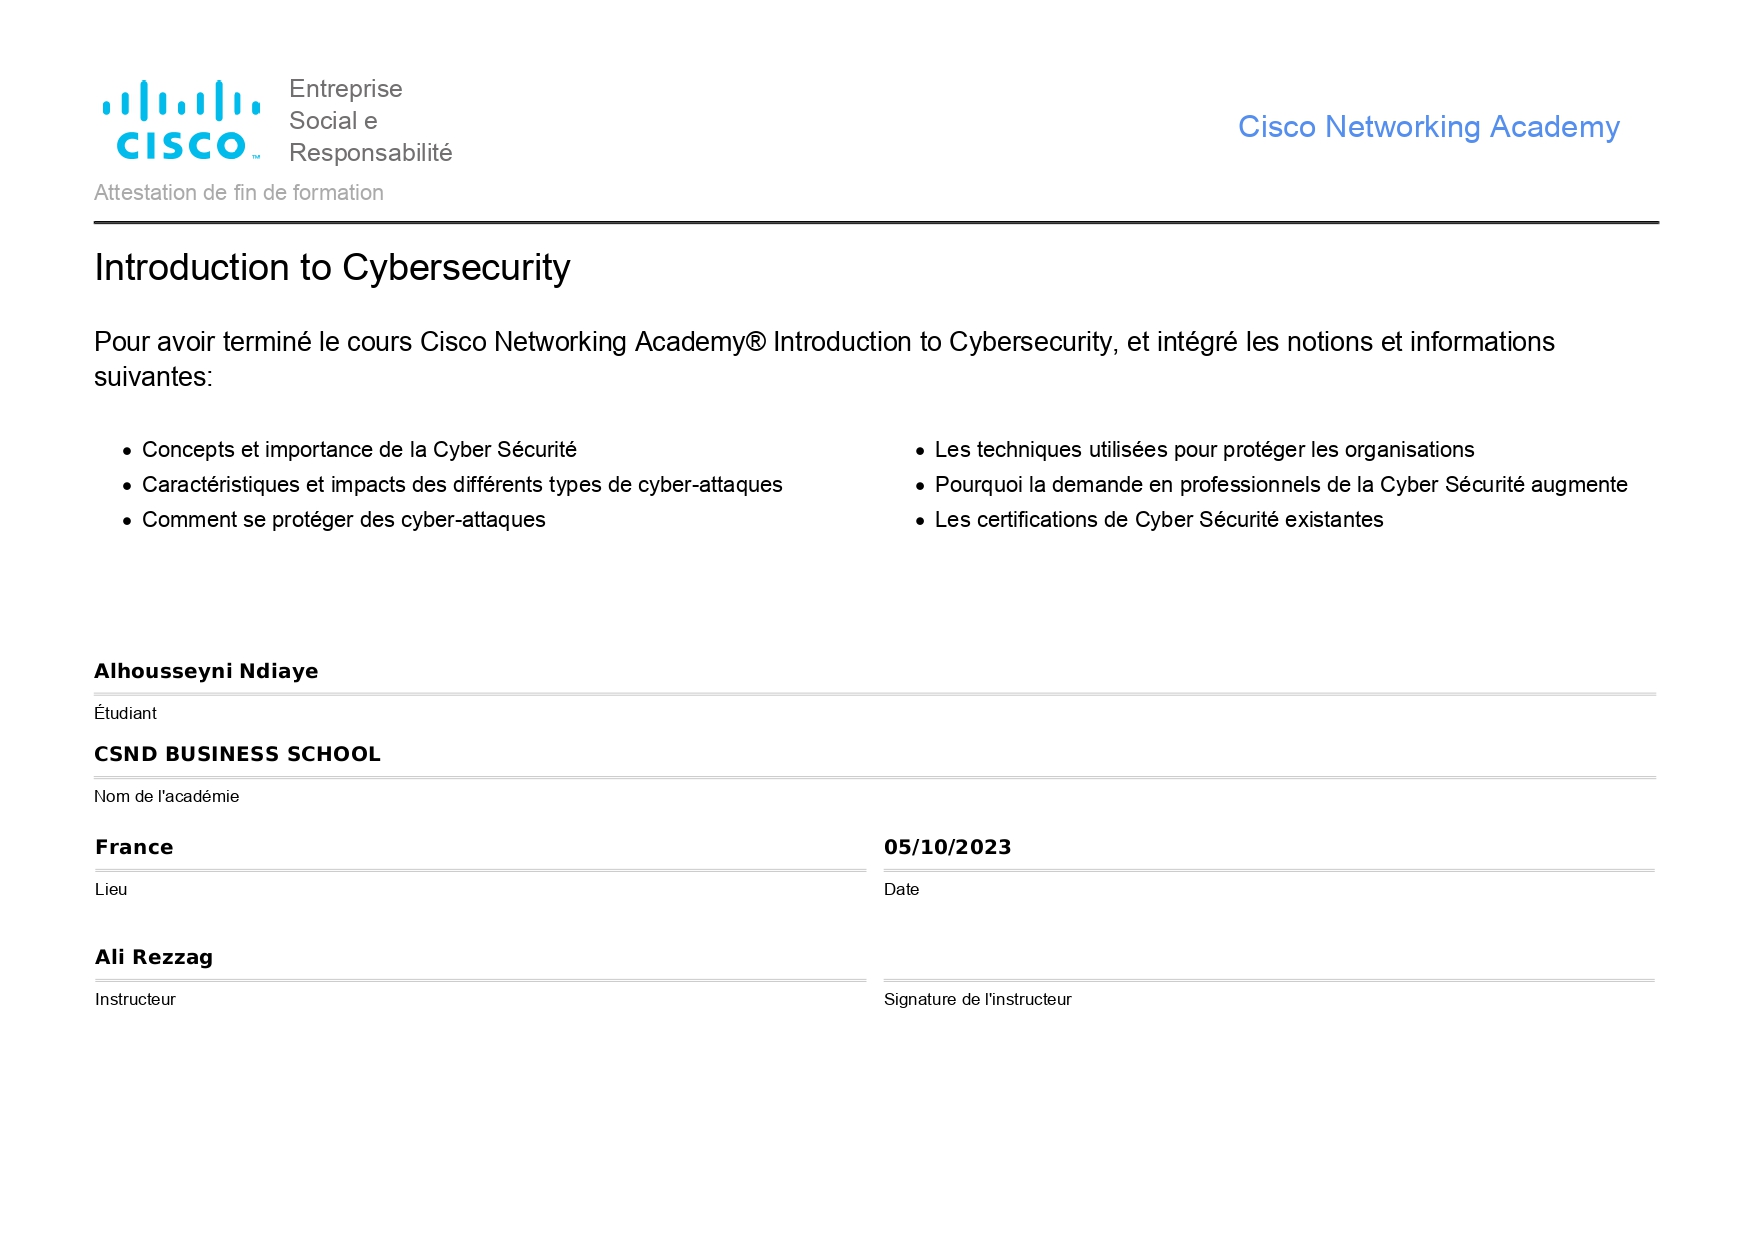 CISCO™
Entreprise
Social e
Responsabilité
Cisco Networking Academy
Attestation de fin de formation
Introduction to Cybersecurity
Pour avoir terminé le cours Cisco Networking Academy® Introduction to Cybersecurity, et intégré les notions et informations
suivantes:
• Concepts et importance de la Cyber Sécurité
• Caractéristiques et impacts des différents types de cyber-attaques
• Comment se protéger des cyber-attaques
• Les techniques utilisées pour protéger les organisations
• Pourquoi la demande en professionnels de la Cyber Sécurité augmente
• Les certifications de Cyber Sécurité existantes
Alhousseyni Ndiaye
Étudiant
CSND BUSINESS SCHOOL
Nom de l'académie
France
Lieu
05/10/2023
Date
Ali Rezzag
Instructeur
Signature de l'instructeur